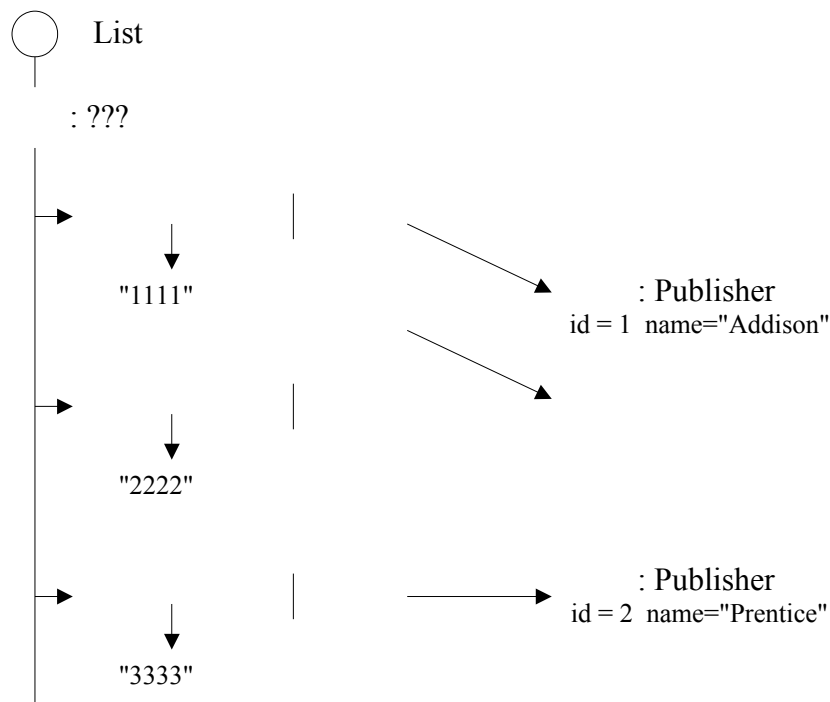 List
: ???
"1111"
: Publisher
id = 1  name="Addison"
"2222"
: Publisher
id = 2  name="Prentice"
"3333"